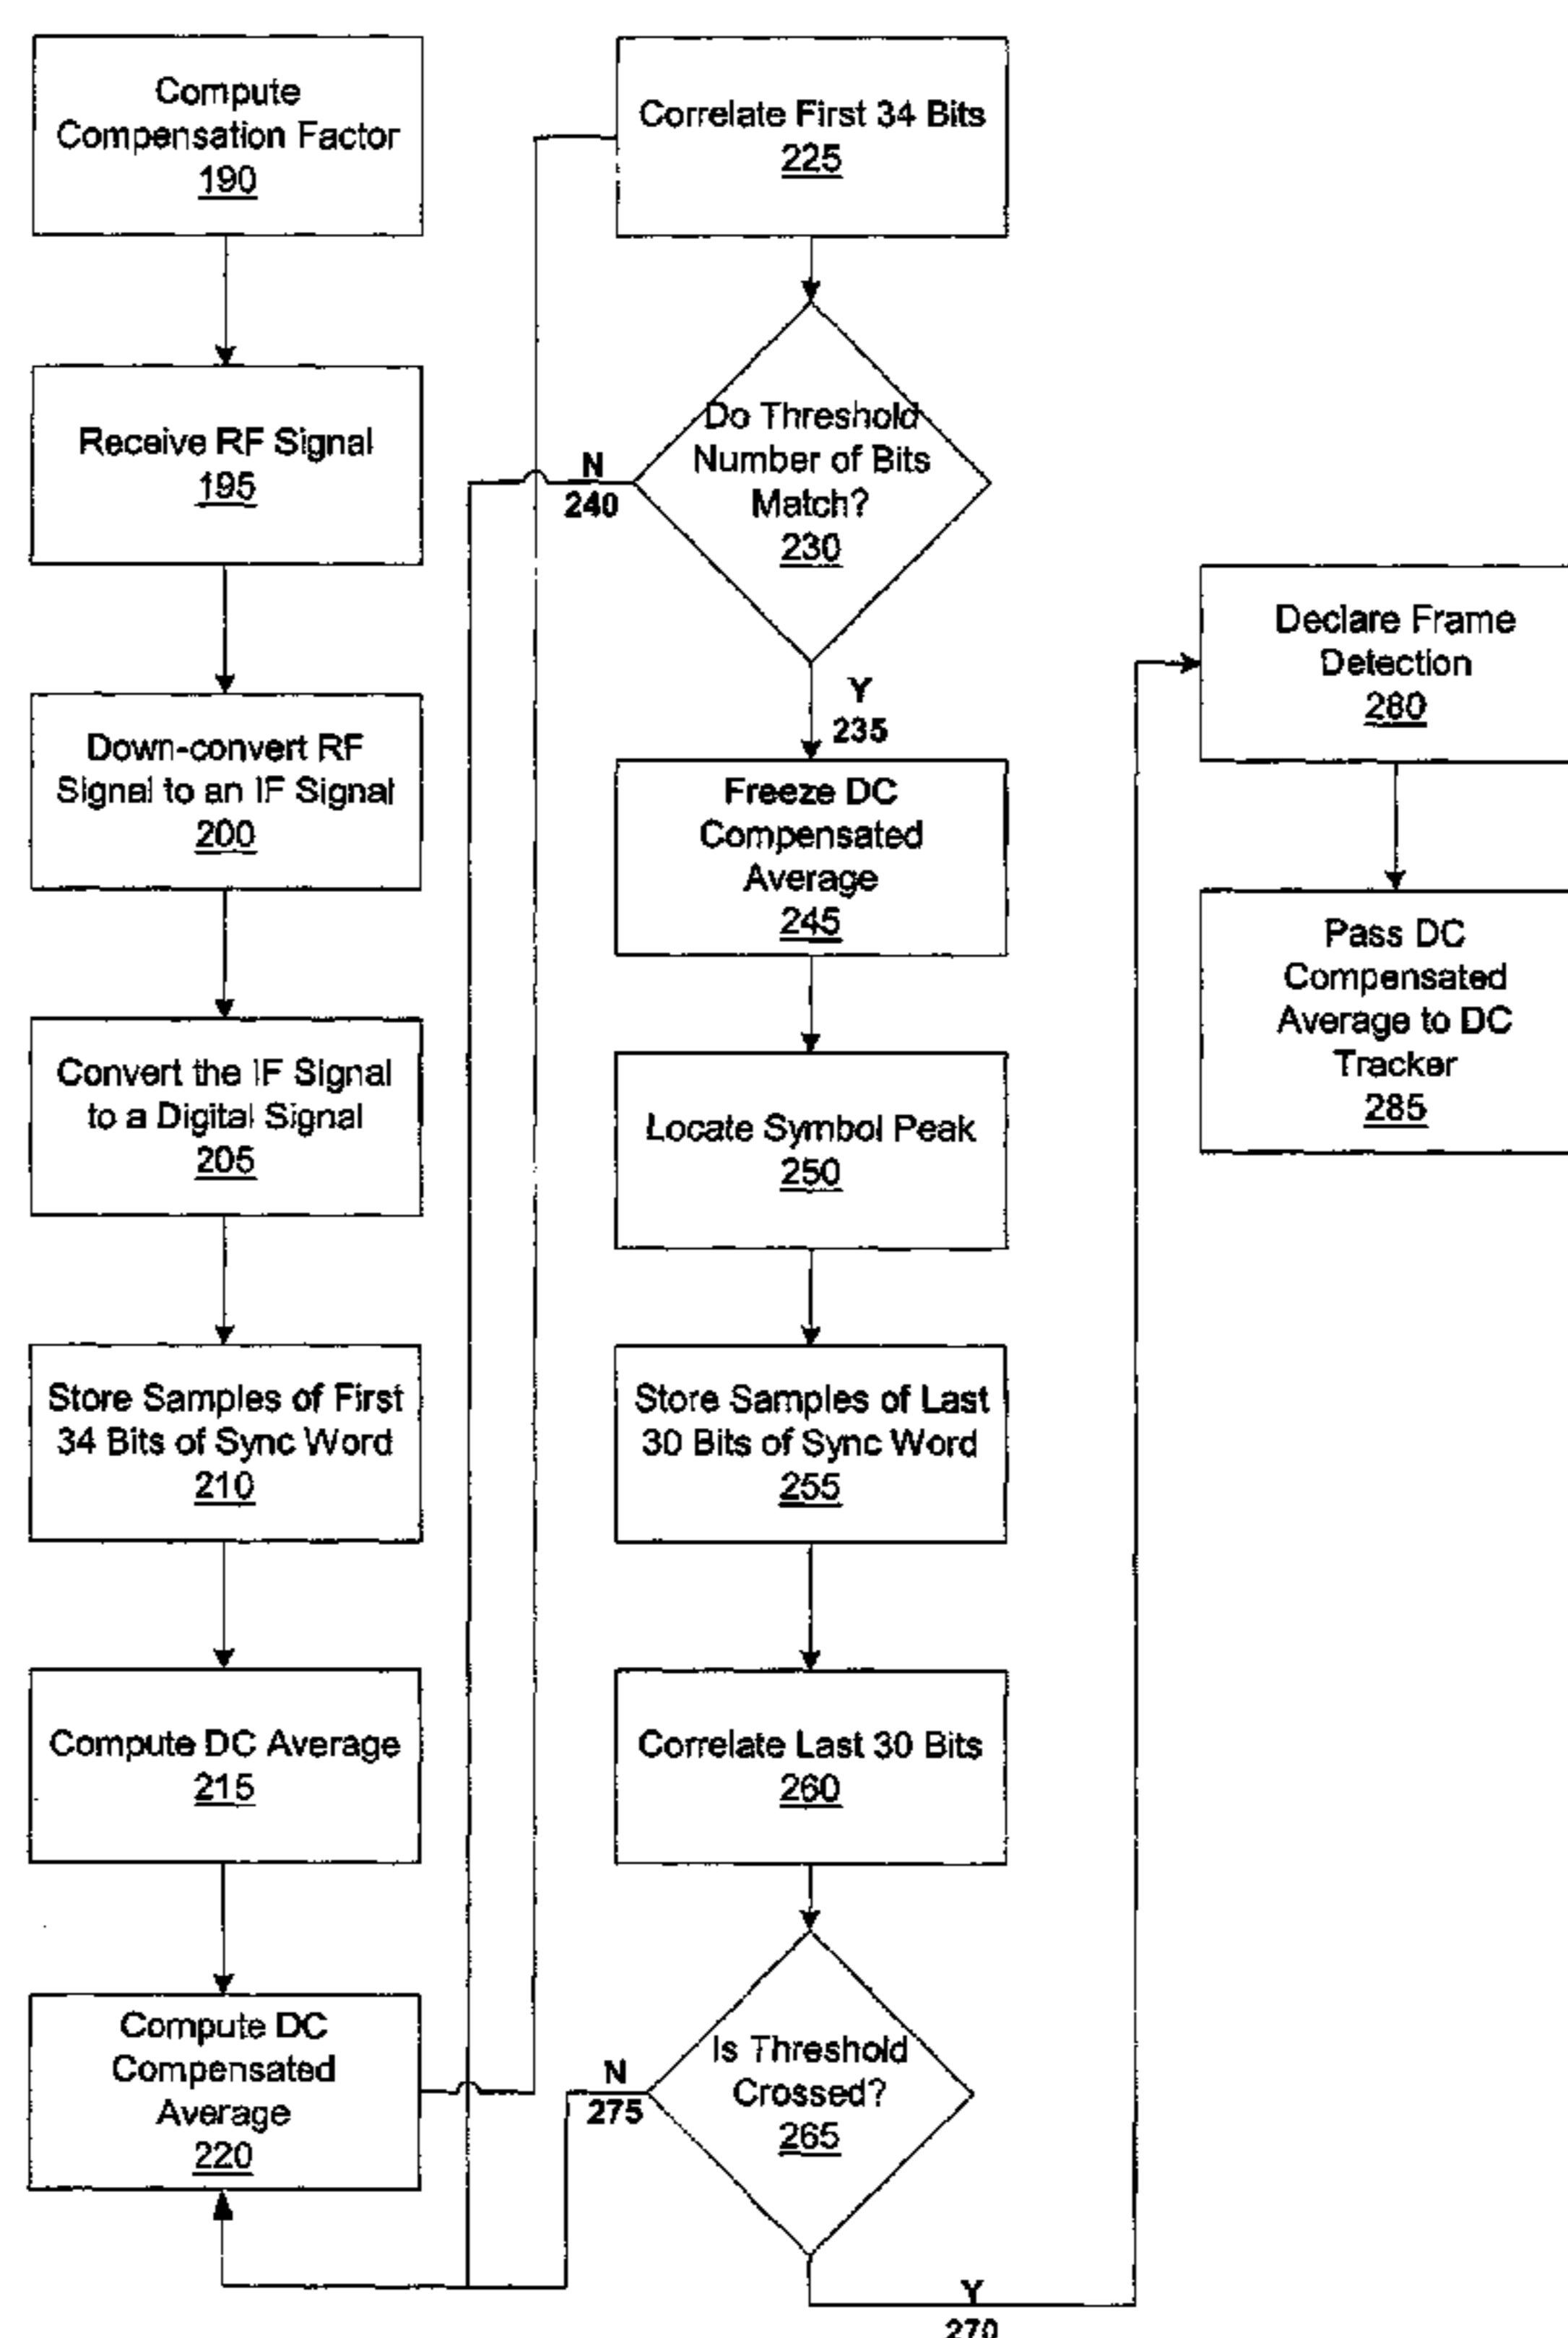 Compute
Compensation Factor
190
Receive RF Signal
195
Down-convert RF
Signal to an IF Signal
200
Convert the IF Signal
to a Digital Signal
205
Store Samples of First
34 Bits of Sync Word
210
Compute DC Average
215
Compute DC
Compensated
Average
220
Correlate First 34 Bits
225
Do Threshold
Number of Bits
Match?
230
N
240
Y
235
Freeze DC
Compensated
Average
245
Locate Symbol Peak
250
Store Samples of Last
30 Bits of Sync Word
255
Correlate Last 30 Bits
260
Is Threshold
Crossed?
265
N
275
Y
270
Declare Frame
Detection
280
Pass DC
Compensated
Average to DC
Tracker
285